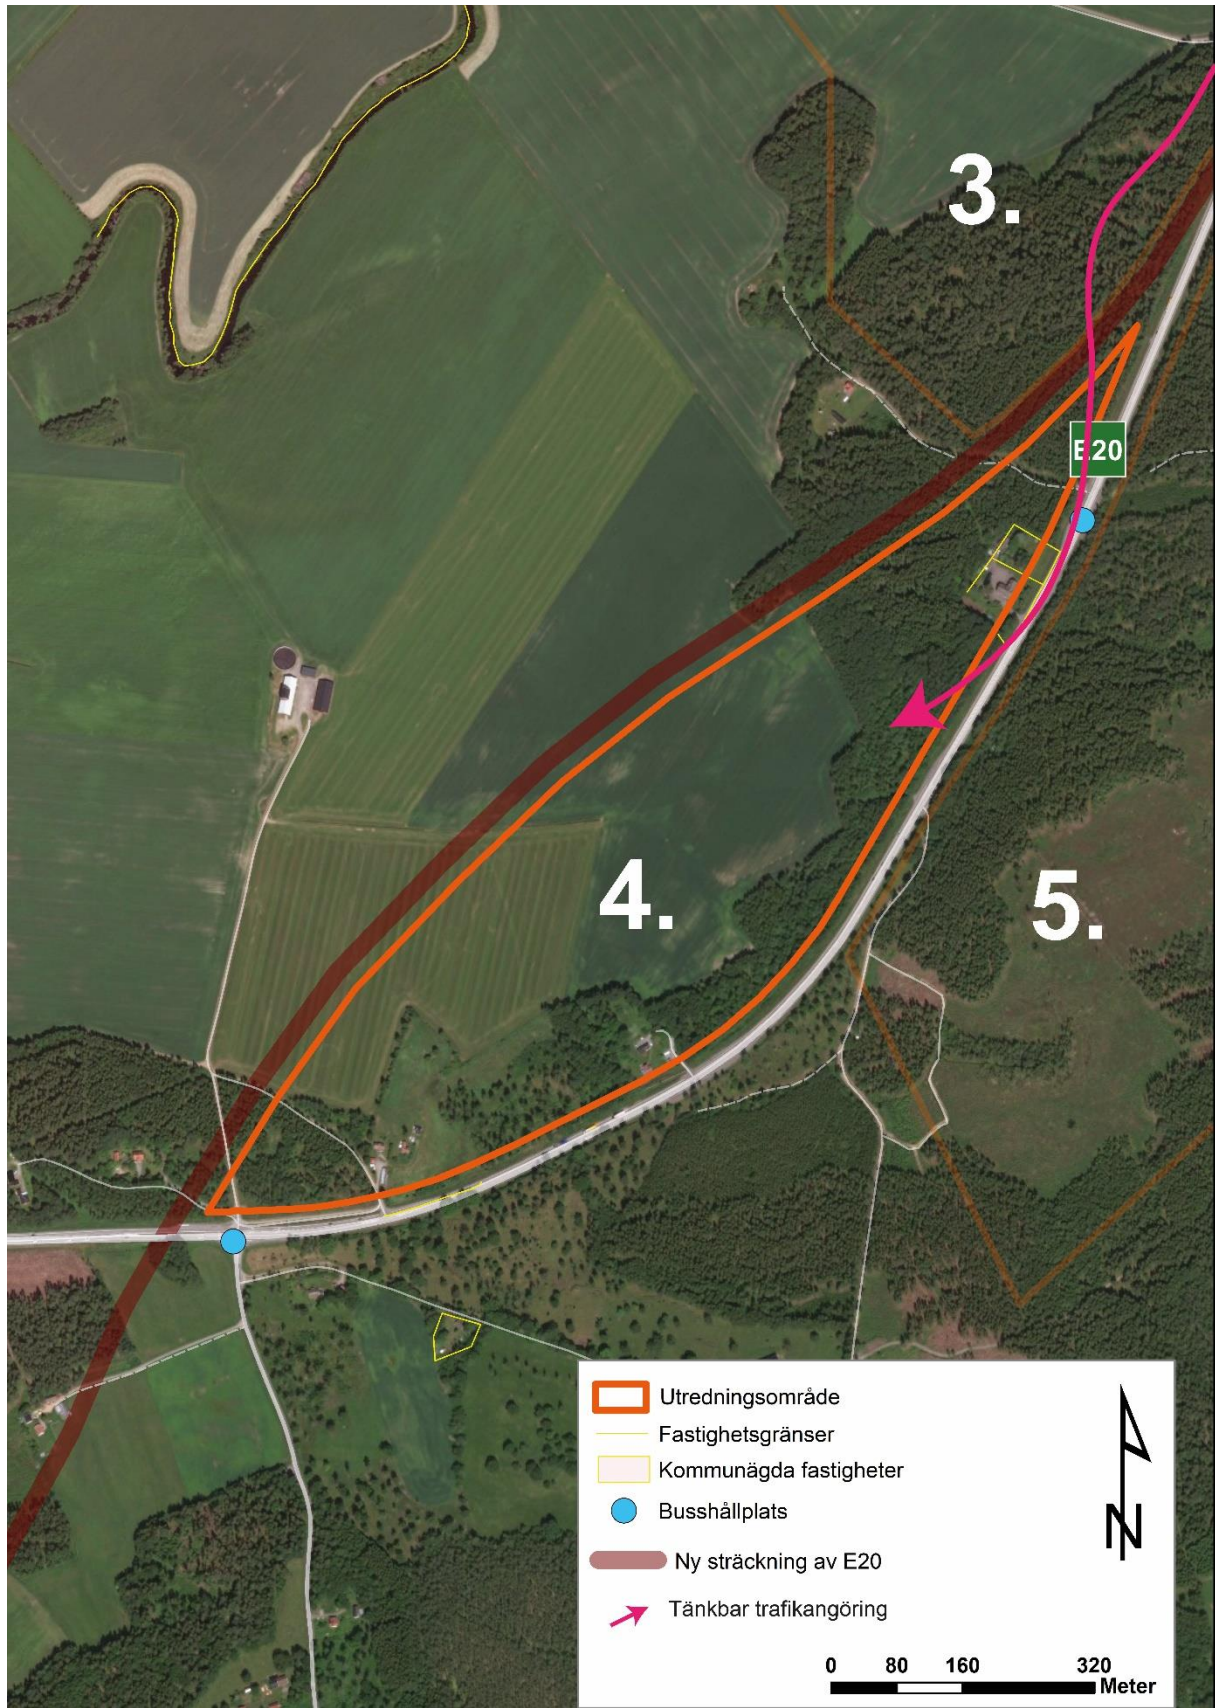 3.
E20
4.
5.
Utredningsområde
Fastighetsgränser
Kommunägda fastigheter
Busshållplats
Ny sträckning av E20
Tänkbar trafikangöring
N
0 80 160 320
Meter